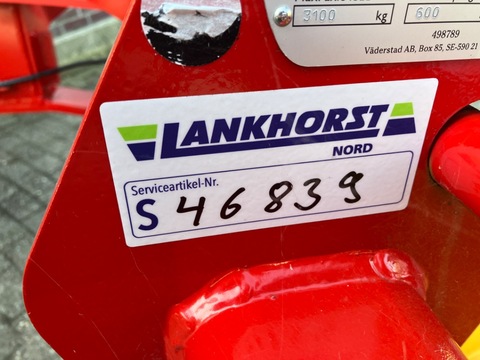 3100 kg 600
498789
Väderstad AB, Box 85, SE-590 21
LANKHORST
NORD
Serviceartikel-Nr.
S 46839